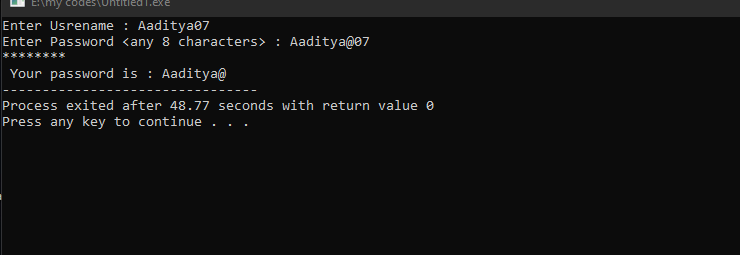 E:\my codes\Untitled1.exe
Enter Usrename : Aaditya07
Enter Password <any 8 characters> : Aaditya@07
********
Your password is : Aaditya@
--------------------------------
Process exited after 48.77 seconds with return value 0
Press any key to continue . . .